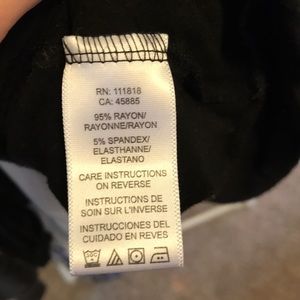 RN: 111818
CA: 45885
95% RAYON/
RAYONNE/RAYON
5% SPANDEX/
ELASTHANNE/
ELASTANO
CARE INSTRUCTIONS
ON REVERSE
INSTRUCTIONS DE
SOIN SUR L'INVERSE
INSTRUCCIONES DEL
CUIDADO EN REVES